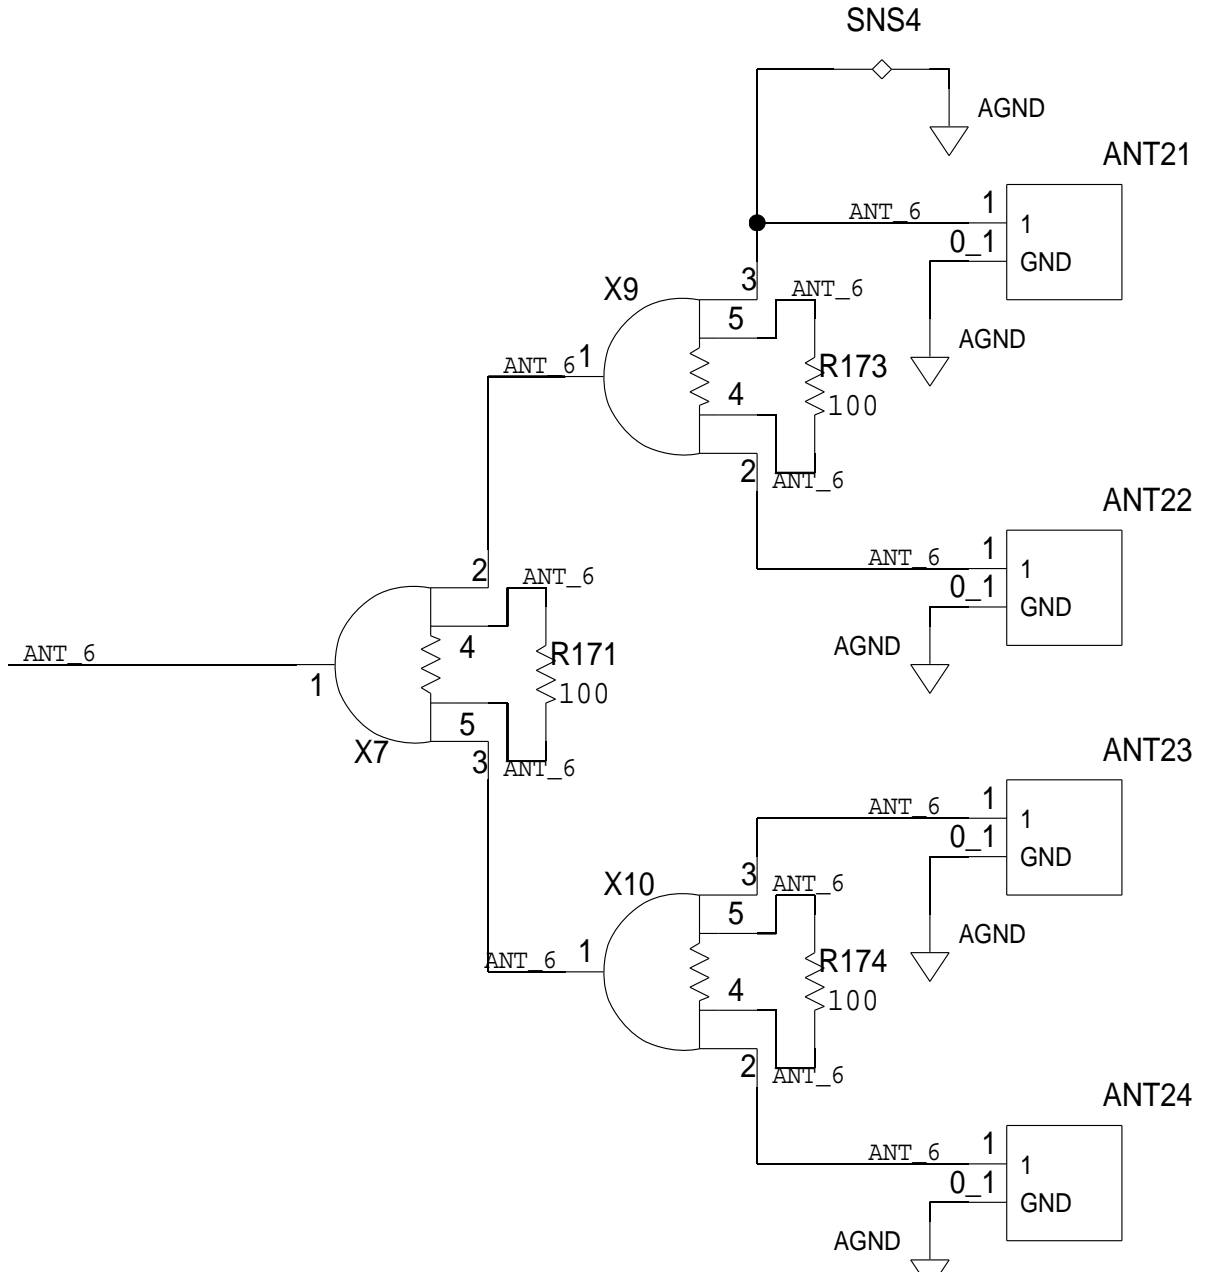 SNS4
AGND
ANT21
ANT_6
1
1
0_1
GND
3
X9
ANT_6
5
AGND
ANT_6
1
R173
4
100
2
ANT_6
ANT22
1
ANT_6
1
2
0_1
ANT_6
GND
4
AGND
R171
ANT_6
1
100
5
X7
3
ANT_6
ANT23
1
ANT_6
1
0_1
GND
3
X10
ANT_6
5
AGND
1
ANT_6
R174
4
100
2
ANT_6
ANT24
1
ANT_6
1
0_1
GND
AGND